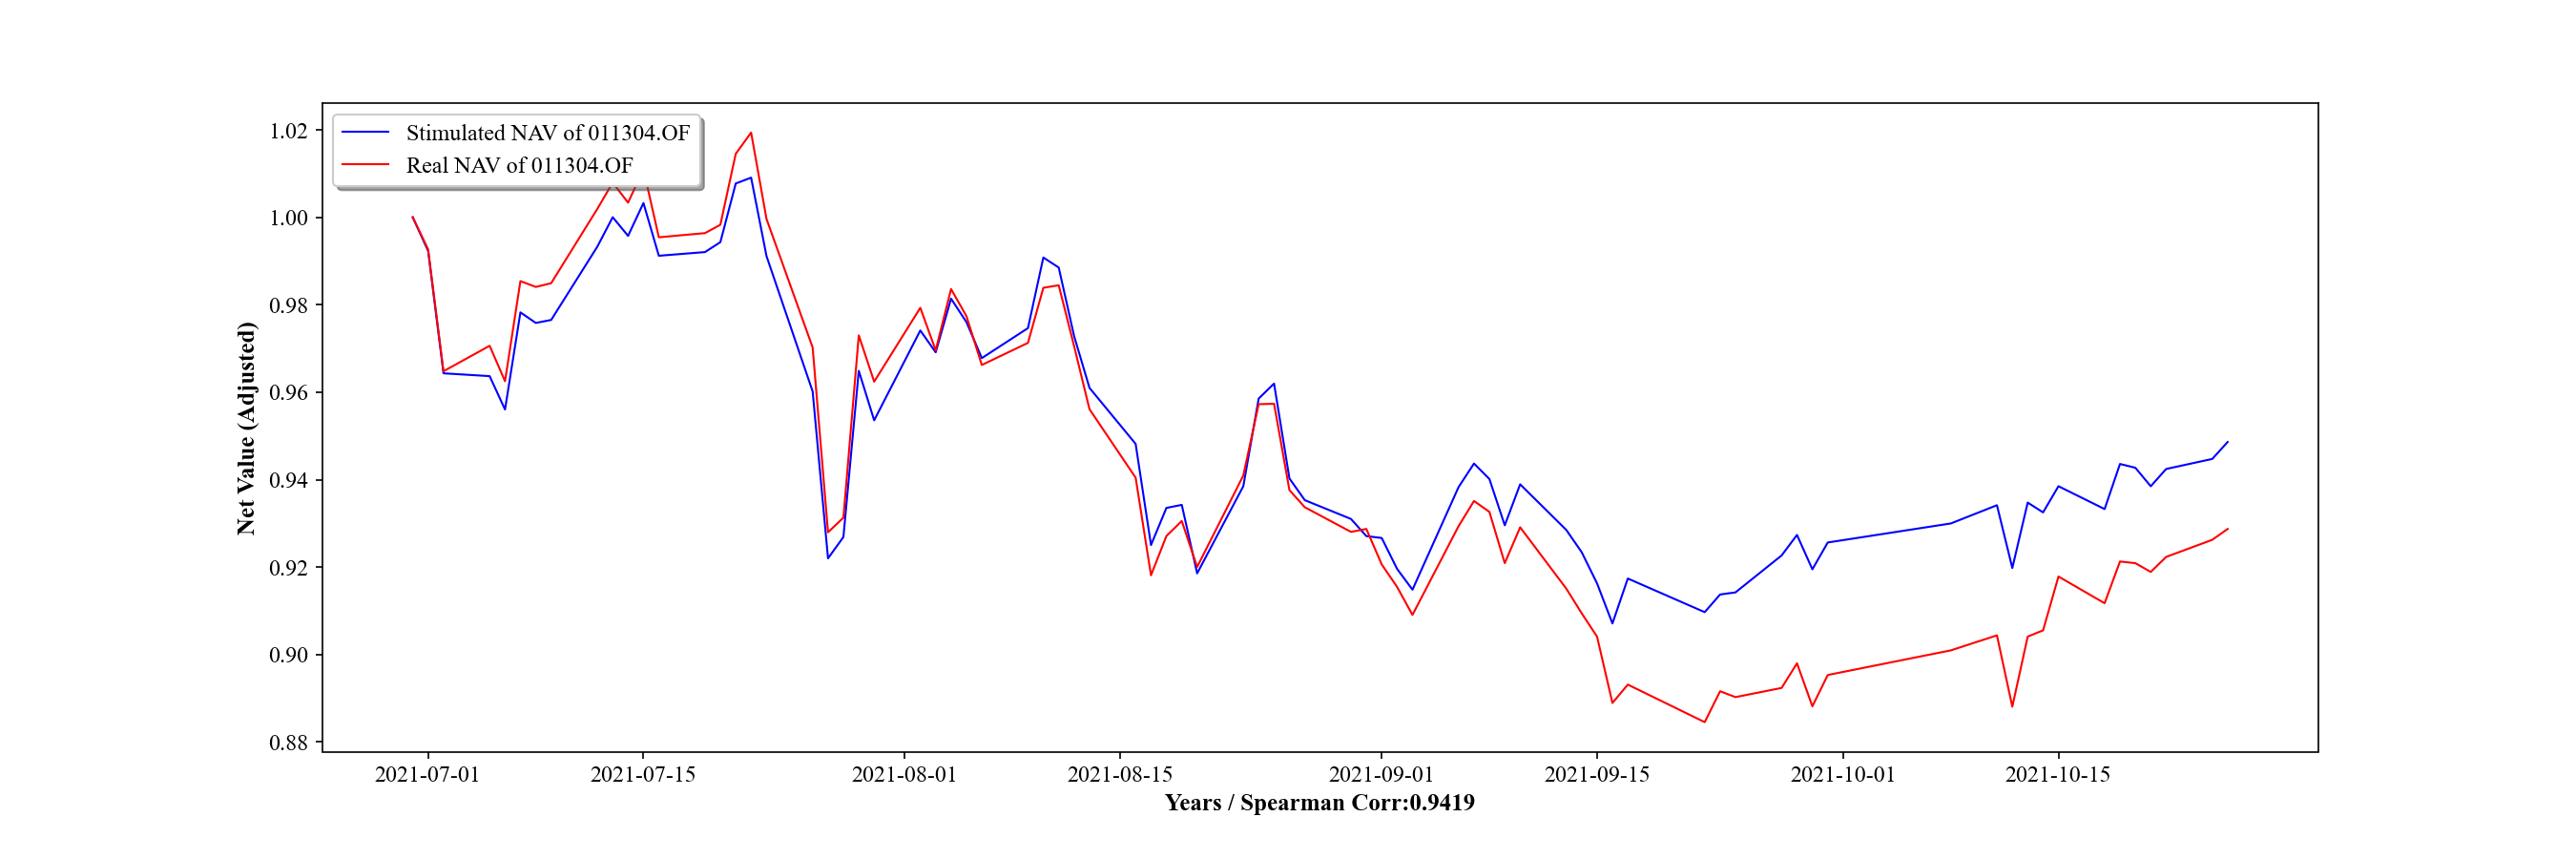 Stimulated NAV of 011304.OF
Real NAV of 011304.OF
Net Value (Adjusted)
1.02
1.00
0.98
0.96
0.94
0.92
0.90
0.88
2021-07-01 2021-07-15 2021-08-01 2021-08-15 2021-09-01 2021-09-15 2021-10-01 2021-10-15
Years / Spearman Corr:0.9419